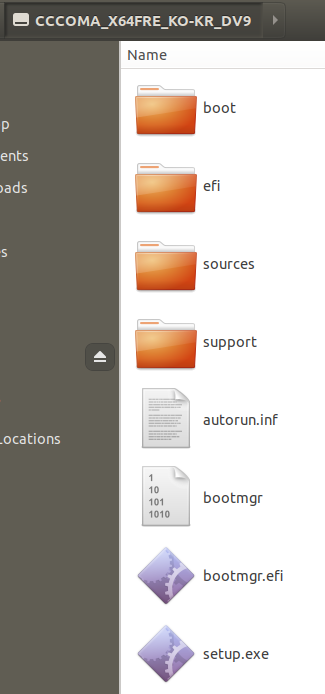 CCCOMA_X64FRE_KO-KR_DV9
Name
boot
p
efi
ents
oads
s
sources
support
autorun.inf
ocations
1
10
101
1010
bootmgr
bootmgr.efi
setup.exe